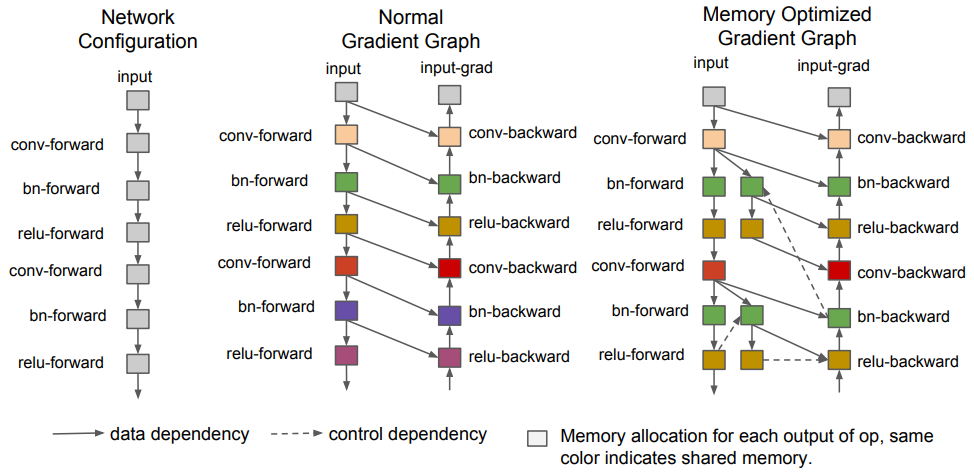 Network
Configuration
input
conv-forward
bn-forward
relu-forward
conv-forward
bn-forward
relu-forward
Normal
Gradient Graph
input
input-grad
conv-forward
conv-backward
bn-forward
bn-backward
relu-forward
relu-backward
conv-forward
conv-backward
bn-forward
bn-backward
relu-forward
relu-backward
Memory Optimized
Gradient Graph
input
input-grad
conv-forward
conv-backward
bn-forward
bn-backward
relu-forward
relu-backward
conv-forward
conv-backward
bn-forward
bn-backward
relu-forward
relu-backward
data dependency
control dependency
Memory allocation for each output of op, same
color indicates shared memory.